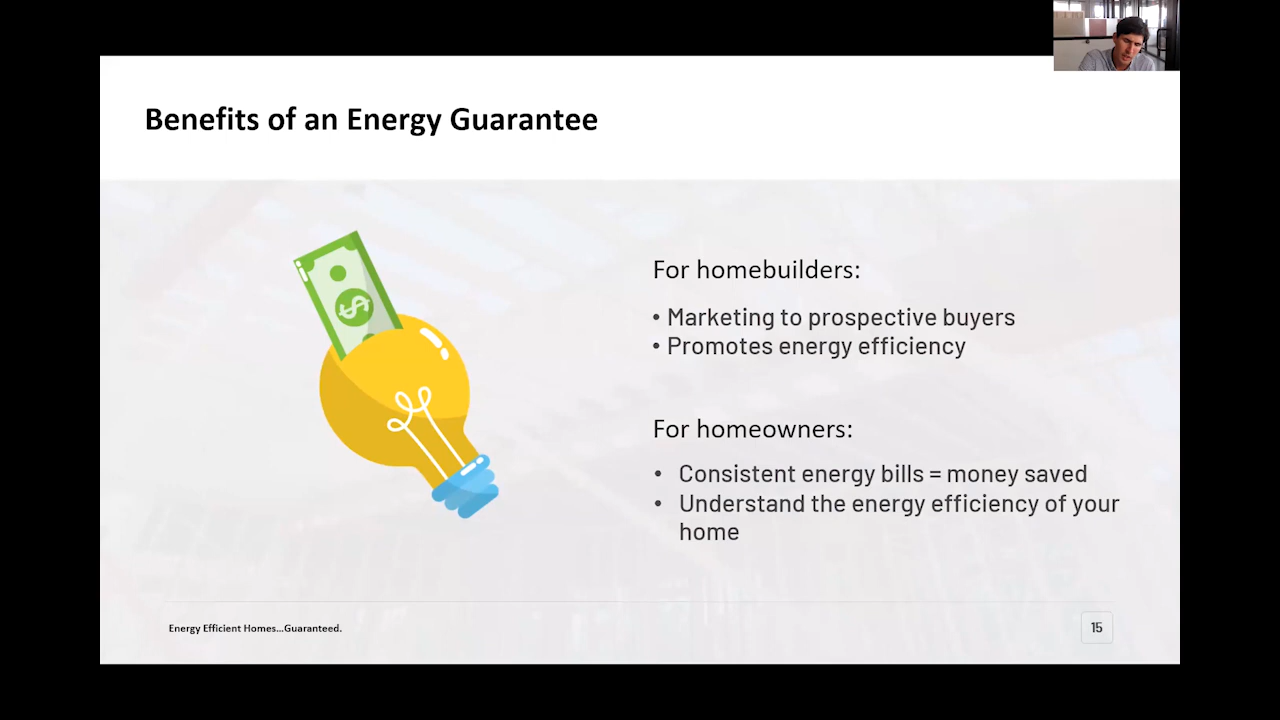 Benefits of an Energy Guarantee
$
For homebuilders:
• Marketing to prospective buyers
• Promotes energy efficiency
For homeowners:
• Consistent energy bills = money saved
• Understand the energy efficiency of your
home
Energy Efficient Homes...Guaranteed.
15